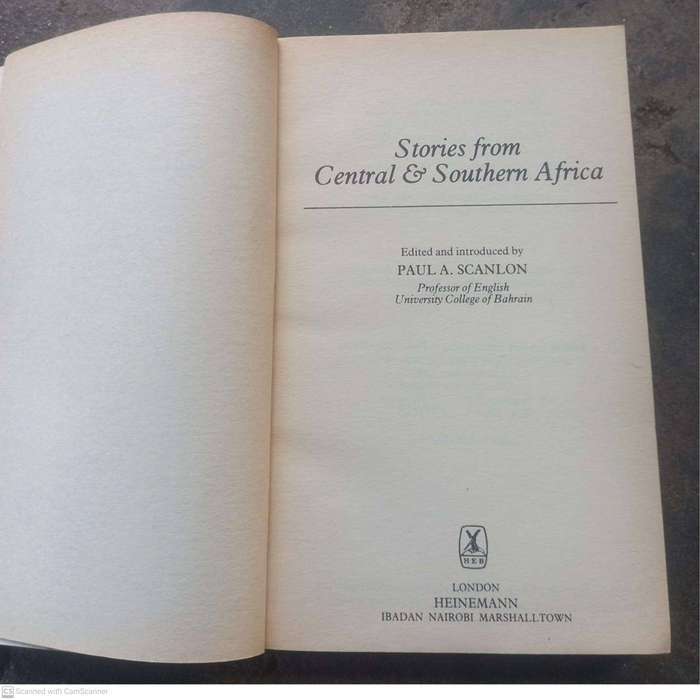 Stories from
Central & Southern Africa
Edited and introduced by
PAUL A. SCANLON
Professor of English
University College of Bahrain
HEB
LONDON
HEINEMANN
IBADAN NAIROBI MARSHALLTOWN
CS Scanned with CamScanner